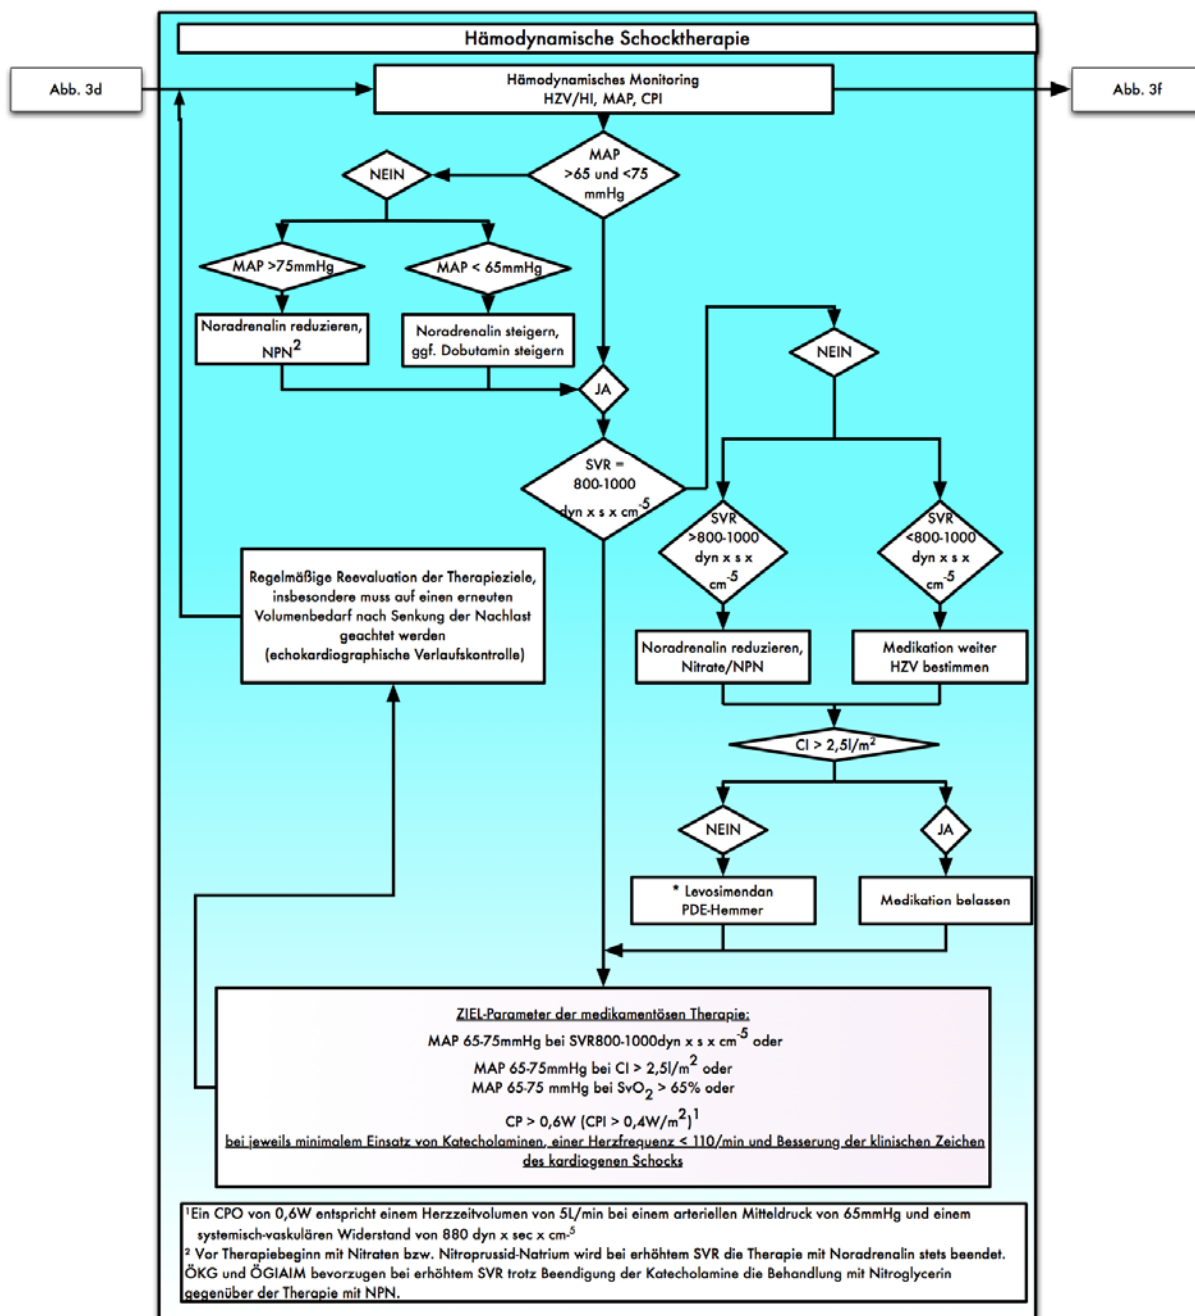 Hämodynamische Schocktherapie
Abb. 3d
Hämodynamisches Monitoring
HZV/HI, MAP, CPI
Abb. 3f
MAP
>65 und <75
mmHg
NEIN
MAP >75mmHg
MAP < 65mmHg
Noradrenalin reduzieren,
NPN²
Noradrenalin steigern,
ggf. Dobutamin steigern
NEIN
JA
SVR =
800-1000
dyn x s x cm⁻⁵
SVR
>800-1000
dyn x s x
cm⁻⁵
SVR
<800-1000
dyn x s x
cm⁻⁵
Regelmäßige Reevaluation der Therapieziele,
insbesondere muss auf einen erneuten
Volumenbedarf nach Senkung der Nachlast
geachtet werden
(echokardiographische Verlaufskontrolle)
Noradrenalin reduzieren,
Nitrate/NPN
Medikation weiter
HZV bestimmen
CI > 2,5l/m²
NEIN
JA
* Levosimendan
PDE-Hemmer
Medikation belassen
ZIEL-Parameter der medikamentösen Therapie:
MAP 65-75mmHg bei SVR800-1000dyn x s x cm⁻⁵ oder
MAP 65-75mmHg bei CI > 2,5l/m² oder
MAP 65-75 mmHg bei SvO₂ > 65% oder
CP > 0,6W (CPI > 0,4W/m²)¹
bei jeweils minimalem Einsatz von Katecholaminen, einer Herzfrequenz < 110/min und Besserung der klinischen Zeichen
des kardiogenen Schocks
¹Ein CPO von 0,6W entspricht einem Herzzeitvolumen von 5L/min bei einem arteriellen Mitteldruck von 65mmHg und einem
systemisch-vaskulären Widerstand von 880 dyn x sec x cm-⁵
² Vor Therapiebeginn mit Nitraten bzw. Nitroprussid-Natrium wird bei erhöhtem SVR die Therapie mit Noradrenalin stets beendet.
ÖKG und ÖGIAIM bevorzugen bei erhöhtem SVR trotz Beendigung der Katecholamine die Behandlung mit Nitroglycerin
gegenüber der Therapie mit NPN.